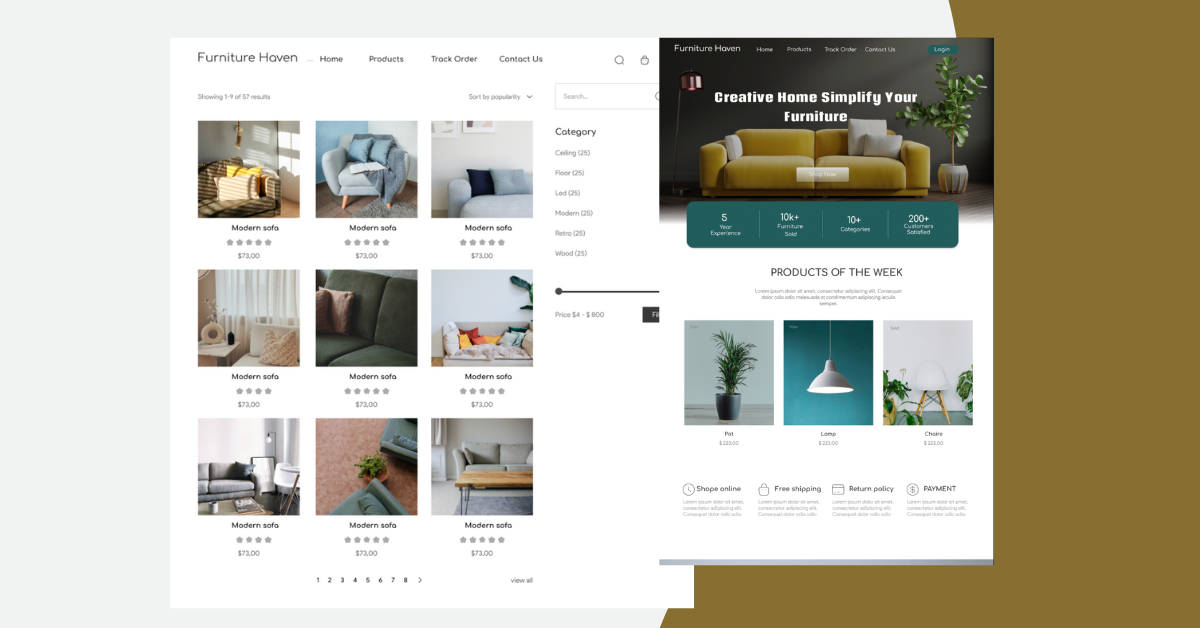 Furniture Haven
Home
Products
Track Order
Contact Us
Showing 1-9 of 57 results
Sort by popularity
Search...
Category
Ceiling (25)
Floor (25)
Led (25)
Modern (25)
Retro (25)
Wood (25)
Price $4 - $ 800
Fil
Modern sofa
Modern sofa
Modern sofa
$73,00
$73,00
$73,00
Modern sofa
Modern sofa
Modern sofa
$73,00
$73,00
$73,00
Modern sofa
Modern sofa
Modern sofa
$73,00
$73,00
$73,00
1 2 3 4 5 6 7 8
view all
Furniture Haven
Home
Products
Track Order
Contact Us
Login
Creative Home Simplify Your
Furniture
Shop Now
5
Year
Experience
10k+
Furniture
Sold
10+
Categories
200+
Customers
Satisfied
PRODUCTS OF THE WEEK
Lorem ipsum dolor sit amet, consectetur adipiscing elit. Consequat
dolor odio odio malesuada at condimentum adipiscing iaculis
semper.
Pot
$ 223.00
Lamp
$ 223.00
Chaire
$ 223.00
Shope online
Lorem ipsum dolor sit amet,
consectetur adipiscing elit.
Consequat dolor odio odio.
Free shipping
Lorem ipsum dolor sit amet,
consectetur adipiscing elit.
Consequat dolor odio odio.
Return policy
Lorem ipsum dolor sit amet,
consectetur adipiscing elit.
Consequat dolor odio odio.
PAYMENT
Lorem ipsum dolor sit amet,
consectetur adipiscing elit.
Consequat dolor odio odio.